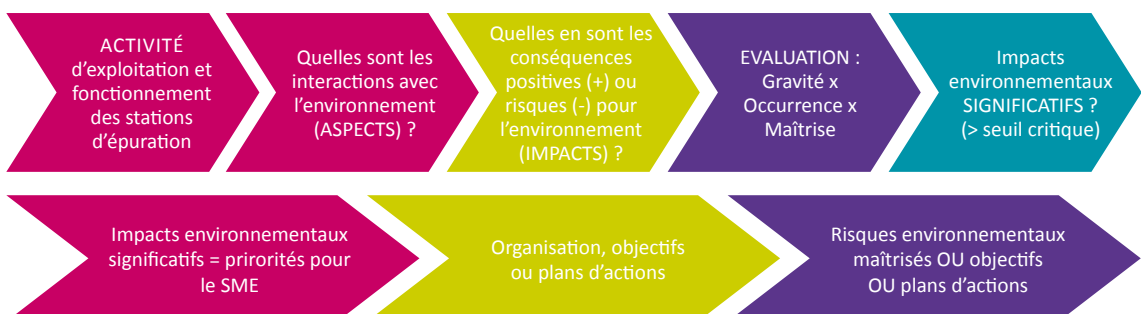 ACTIVITÉ
d'exploitation et
fonctionnement
des stations
d'épuration
Quelles sont les
interactions avec
l'environnement
(ASPECTS) ?
Quelles en sont les
conséquences
positives (+) ou
risques (-) pour
l'environnement
(IMPACTS) ?
EVALUATION :
Gravité x
Occurrence x
Maîtrise
Impacts
environnementaux
SIGNIFICATIFS ?
(> seuil critique)
Impacts environnementaux
significatifs = prirorités pour
le SME
Organisation, objectifs
ou plans d'actions
Risques environnementaux
maîtrisés OU objectifs
OU plans d'actions